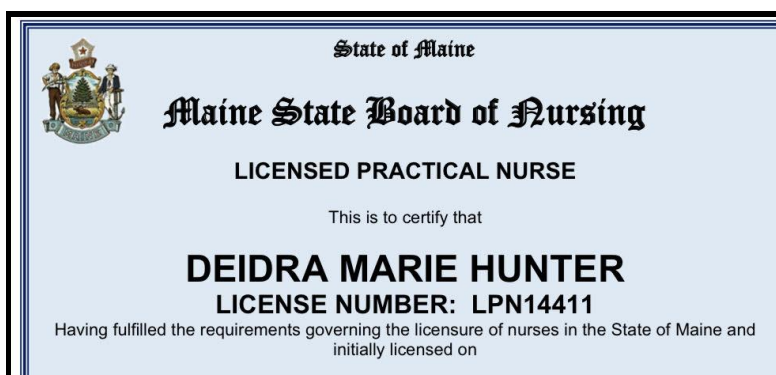 State of Maine
Maine State Board of Nursing
LICENSED PRACTICAL NURSE
This is to certify that
DEIDRA MARIE HUNTER
LICENSE NUMBER: LPN14411
Having fulfilled the requirements governing the licensure of nurses in the State of Maine and
initially licensed on